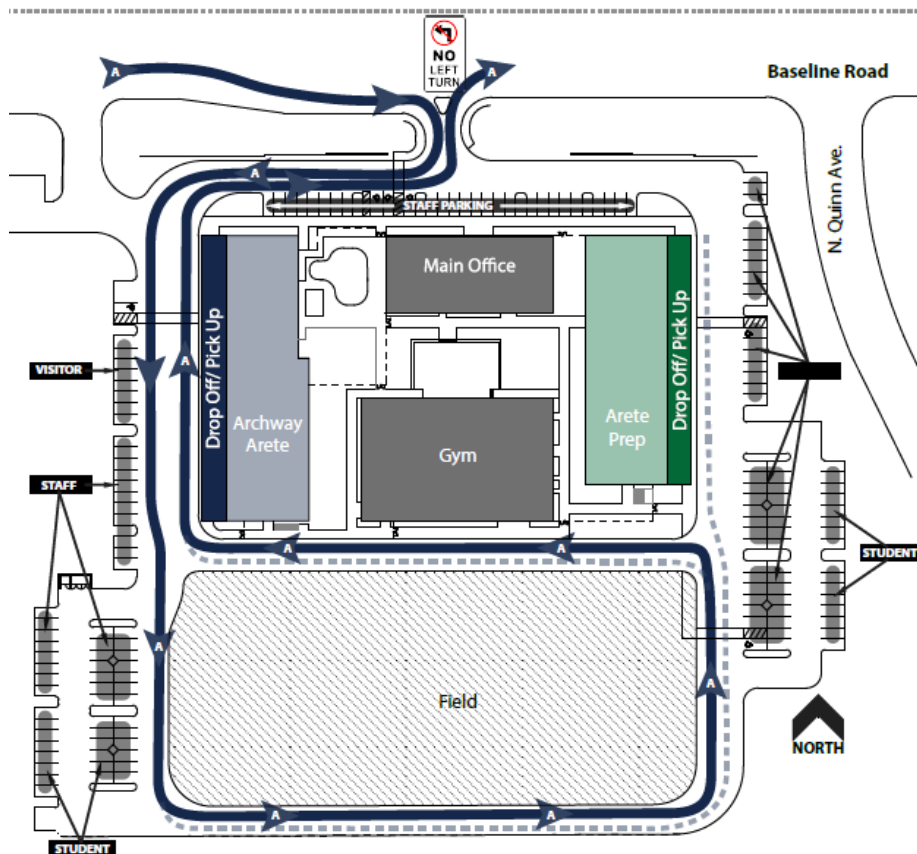 NO
LEFT
TURN
A
A
Baseline Road
A
N. Quinn Ave.
STAFF PARKING
Main Office
Drop Off/ Pick Up
Archway
Arete
Arete
Prep
Drop Off/ Pick Up
A
VISITOR
Gym
STAFF
A
A
STUDENT
A
A
Field
NORTH
A
A
STUDENT